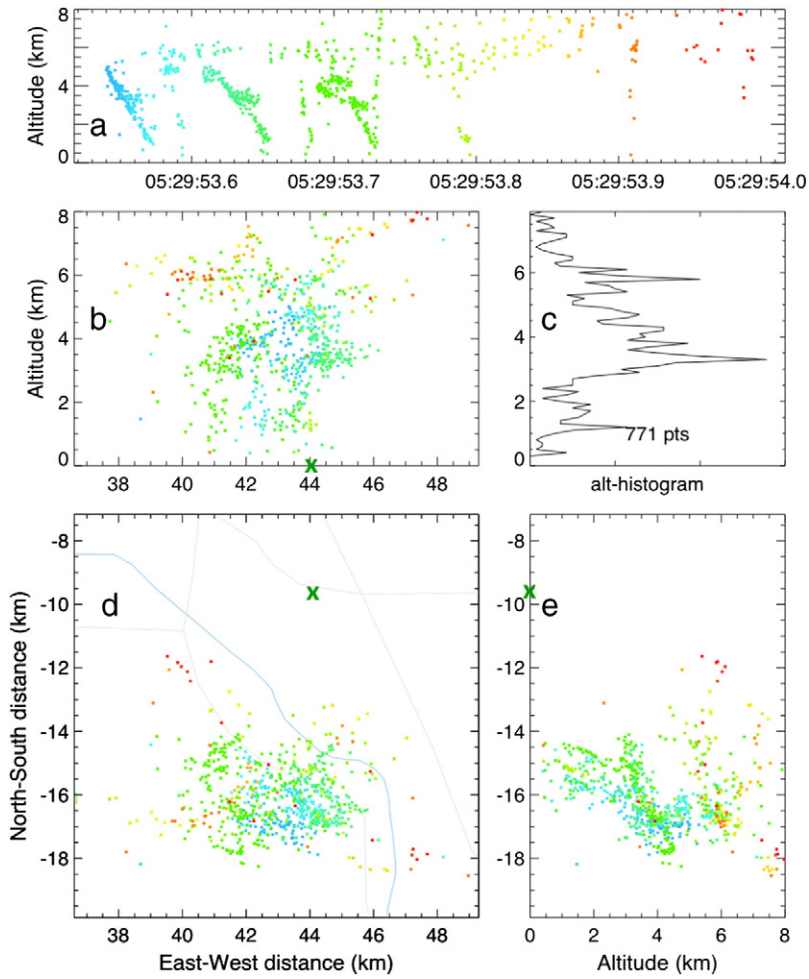 8
4
0
Altitude (km)
a
05:29:53.6 05:29:53.7 05:29:53.8 05:29:53.9 05:29:54.0
8
6
4
2
0
Altitude (km)
b
X
38 40 42 44 46 48
6
4
2
0
c
771 pts
alt-histogram
-8
-10
-12
-14
-16
-18
North-South distance (km)
d
X
38 40 42 44 46 48
East-West distance (km)
-8
-10
-12
-14
-16
-18
X
e
0 2 4 6 8
Altitude (km)